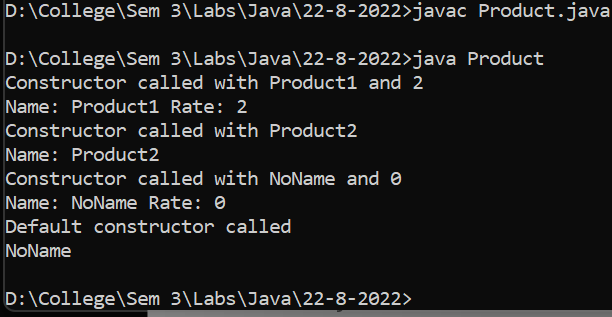 D:\College\Sem 3\Labs\Java\22-8-2022>javac Product.java
D:\College\Sem 3\Labs\Java\22-8-2022>java Product
Constructor called with Product1 and 2
Name: Product1 Rate: 2
Constructor called with Product2
Name: Product2
Constructor called with NoName and 0
Name: NoName Rate: 0
Default constructor called
NoName
D:\College\Sem 3\Labs\Java\22-8-2022>